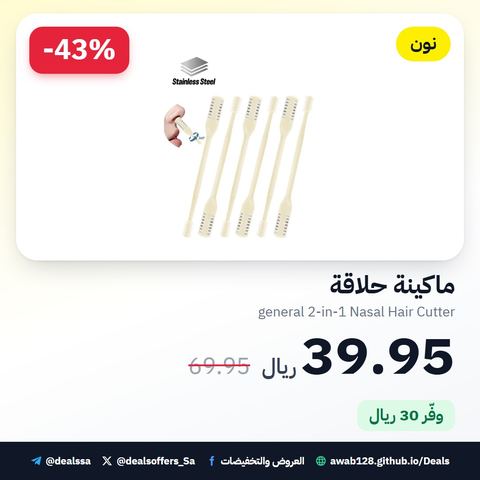 -43%
نون
Stainless Steel
ماكينة حلاقة
general 2-in-1 Nasal Hair Cutter
39.95 ريال 69.95
وفّر 30 ريال
@dealssa @dealsoffers_Sa العروض والتخفيضات awab128.github.io/Deals